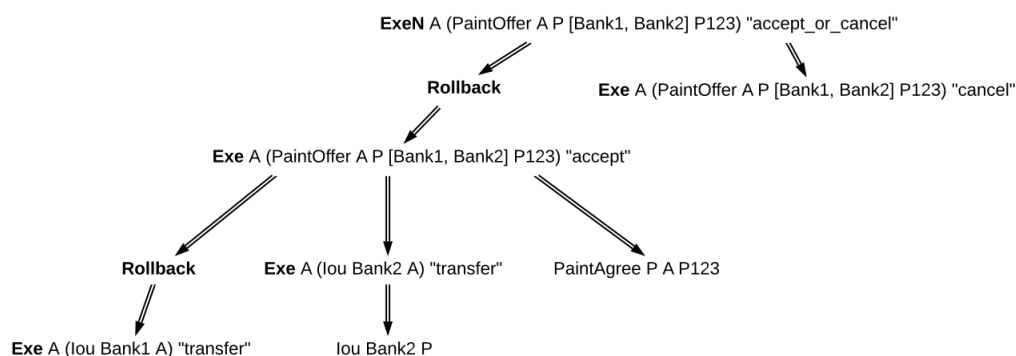 ExeN A (PaintOffer A P [Bank1, Bank2] P123) "accept_or_cancel"
Rollback
Exe A (PaintOffer A P [Bank1, Bank2] P123) "cancel"
Exe A (PaintOffer A P [Bank1, Bank2] P123) "accept"
Rollback
Exe A (Iou Bank2 A) "transfer"
PaintAgree P A P123
Exe A (Iou Bank1 A) "transfer"
Iou Bank2 P